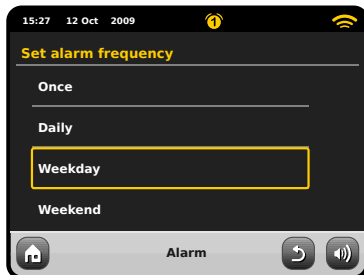 15:27 12 Oct 2009 1
Set alarm frequency
Once
Daily
Weekday
Weekend
Alarm